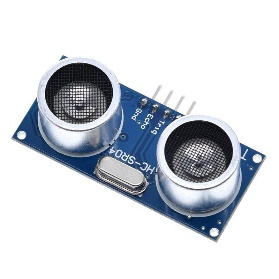 Trig
Echo
Gnd
HC-SR04
T